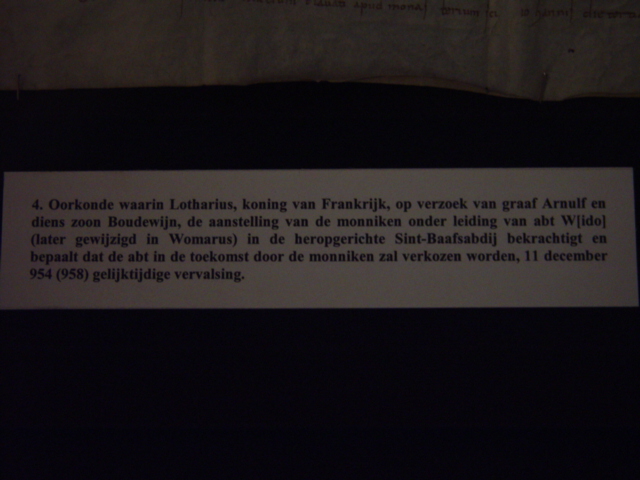 apud
4. Oorkonde waarin Lotharius, koning van Frankrijk, op verzoek van graaf Arnulf en
diens zoon Boudewijn, de aanstelling van de monniken onder leiding van abt W[ido]
(later gewijzigd in Womarus) in de heropgerichte Sint-Baafsabdij bekrachtigt en
bepaalt dat de abt in de toekomst door de monniken zal verkozen worden, 11 december
954 (958) gelijktijdige vervalsing.